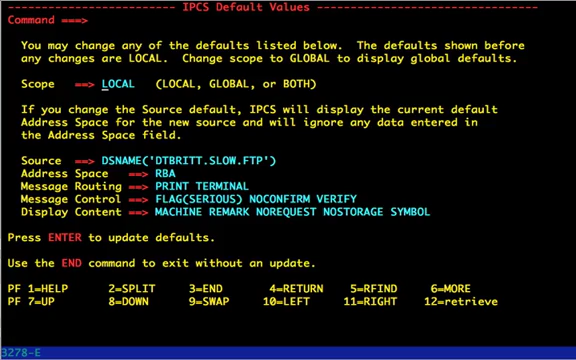 ------------------------- IPCS Default Values ---------------------------------
Command ===>
You may change any of the defaults listed below. The defaults shown before
any changes are LOCAL. Change scope to GLOBAL to display global defaults.
Scope ==> LOCAL (LOCAL, GLOBAL, or BOTH)
If you change the Source default, IPCS will display the current default
Address Space for the new source and will ignore any data entered in
the Address Space field.
Source ==> DSNAME('DTBRITT.SLOW.FTP')
Address Space ==> RBA
Message Routing ==> PRINT TERMINAL
Message Control ==> FLAG(SERIOUS) NOCONFIRM VERIFY
Display Content ==> MACHINE REMARK NOREQUEST NOSTORAGE SYMBOL
Press ENTER to update defaults.
Use the END command to exit without an update.
PF 1=HELP 2=SPLIT 3=END 4=RETURN 5=RFIND 6=MORE
PF 7=UP 8=DOWN 9=SWAP 10=LEFT 11=RIGHT 12=retrieve
3278-E